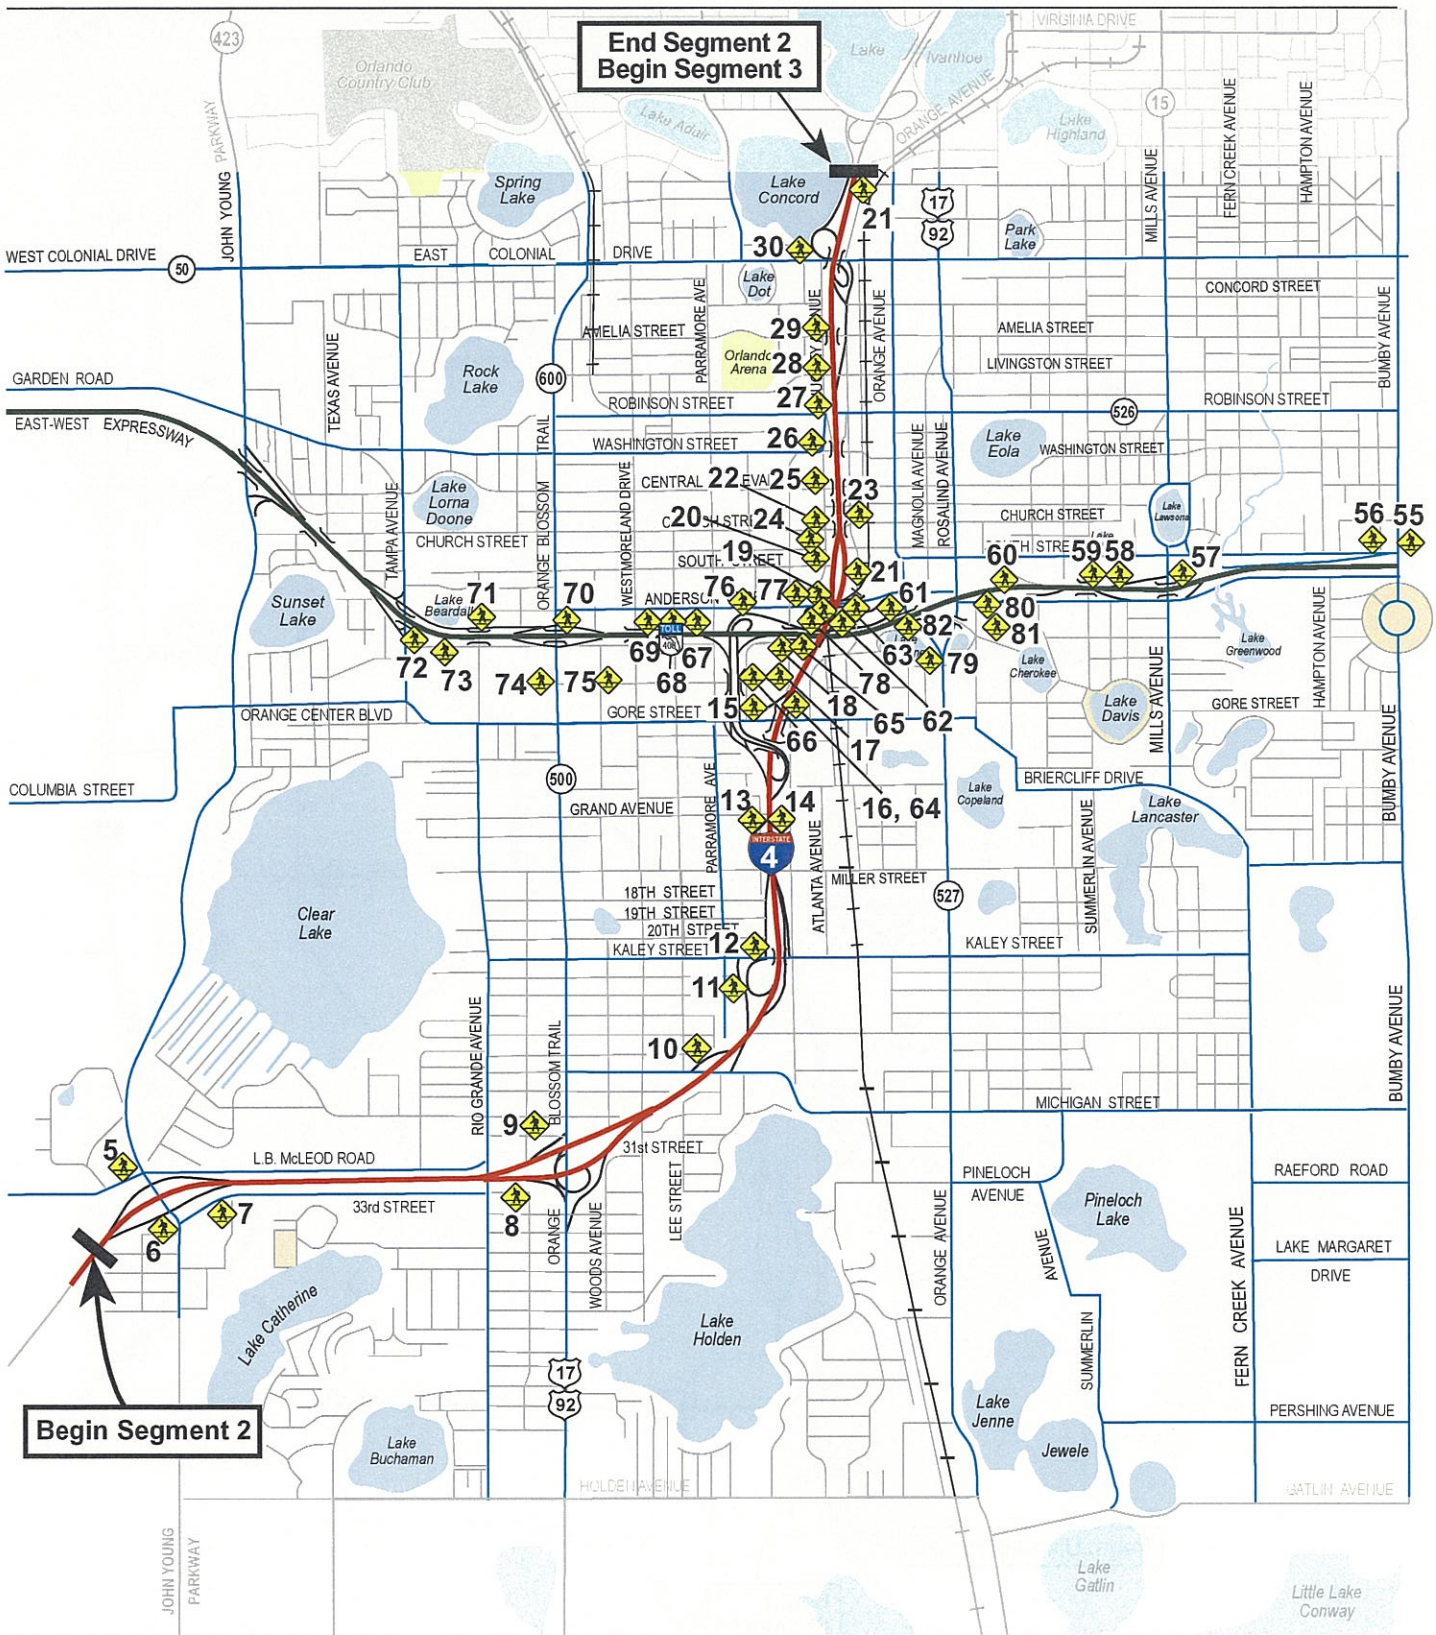 End Segment 2
Begin Segment 3
423
Orlando
Country Club
Lake Adair
Lake
Ivanhoe
VIRGINIA DRIVE
ORANGE AVENUE
Lake
Highland
15
JOHN YOUNG PARKWAY
Spring
Lake
Lake
Concord
21
17
92
Park
Lake
MILLS AVENUE
FERN CREEK AVENUE
HAMPTON AVENUE
WEST COLONIAL DRIVE
50
EAST COLONIAL DRIVE
30
Lake
Dot
CONCORD STREET
TEXAS AVENUE
Rock
Lake
600
AMELIA STREET
PARRAMORE AVE
Orlando
Arena
29
28
27
26
ORANGE AVENUE
AMELIA STREET
LIVINGSTON STREET
BUMBY AVENUE
GARDEN ROAD
EAST-WEST EXPRESSWAY
ROBINSON STREET
526
ROBINSON STREET
WASHINGTON STREET
Lake
Eola
WASHINGTON STREET
MAGNOLIA AVENUE
ROSALIND AVENUE
TAMPA AVENUE
Lake
Lorna
Doone
CHURCH STREET
ORANGE BLOSSOM TRAIL
WESTMORELAND DRIVE
CENTRAL
22
25
23
20
24
19
SOUTH STREET
21
CHURCH STREET
Lake
Lawsona
56
55
60
59
58
57
Sunset
Lake
Lake
Beardall
71
70
ANDERSON
76
77
61
80
81
82
72
73
74
75
69
TOLL
408
67
68
63
79
78
Lake
Cherokee
Lake
Greenwood
HAMPTON AVENUE
ORANGE CENTER BLVD
GORE STREET
15
18
65
62
66
17
16, 64
Lake
Davis
MILLS AVENUE
GORE STREET
BUMBY AVENUE
COLUMBIA STREET
500
GRAND AVENUE
PARRAMORE AVE
13
14
INTERSTATE
4
ATLANTA AVENUE
Lake
Copeland
BRIERCLIFF DRIVE
Lake
Lancaster
SUMMERLIN AVENUE
MILLER STREET
527
Clear
Lake
18TH STREET
19TH STREET
20TH STREET
KALEY STREET
12
11
10
KALEY STREET
RIO GRANDE AVENUE
BLOSSOM TRAIL
BUMBY AVENUE
MICHIGAN STREET
9
5
L.B. McLEOD ROAD
31st STREET
33rd STREET
7
6
8
ORANGE
WOODS AVENUE
LEE STREET
ORANGE AVENUE
PINELOCH
AVENUE
Pineloch
Lake
RAEFORD ROAD
LAKE MARGARET
DRIVE
FERN CREEK AVENUE
SUMMERLIN
AVENUE
Lake Catherine
Lake
Holden
17
92
Begin Segment 2
Lake
Buchaman
Lake
Jenne
Jewele
PERSHING AVENUE
HOLDEN AVENUE
GATLIN AVENUE
JOHN YOUNG
PARKWAY
Lake
Gatlin
Little Lake
Conway